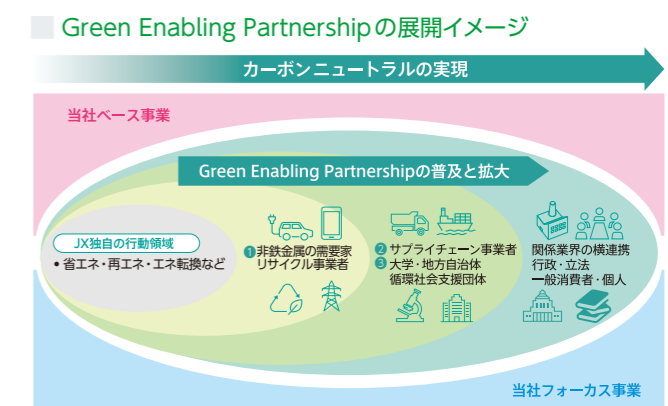 Green Enabling Partnershipの展開イメージ
カーボンニュートラルの実現
当社ベース事業
Green Enabling Partnershipの普及と拡大
JX独自の行動領域
• 省エネ・再エネ・エネ転換など
❶非鉄金属の需要家
リサイクル事業者
❷サプライチェーン事業者
❸大学・地方自治体
循環社会支援団体
関係業界の横連携
行政・立法
一般消費者・個人
当社フォーカス事業